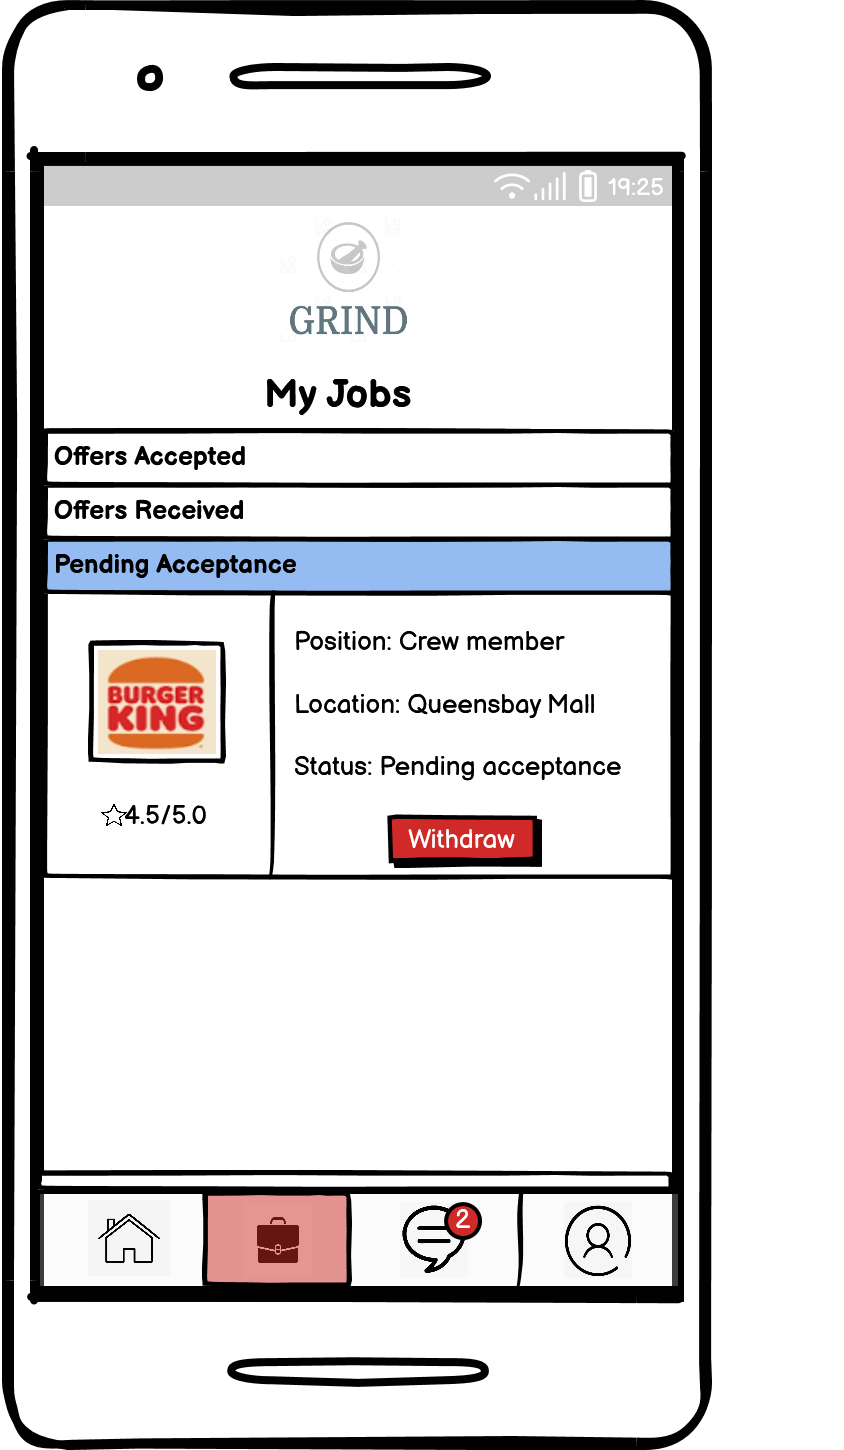 19:25
GRIND
My Jobs
Offers Accepted
Offers Received
Pending Acceptance
BURGER
KING
Position: Crew member
Location: Queensbay Mall
Status: Pending acceptance
4.5/5.0
Withdraw
2